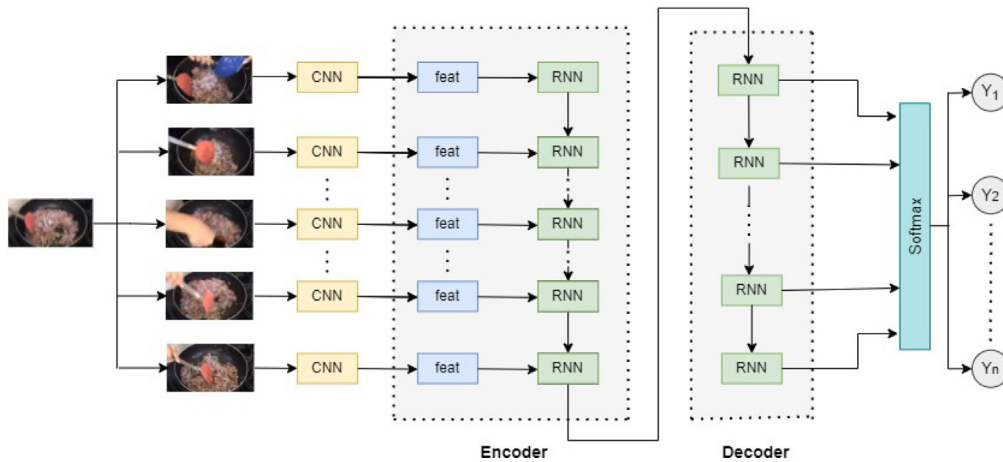 CNN feat RNN
CNN feat RNN
CNN feat RNN
CNN feat RNN
CNN feat RNN
Encoder
RNN
RNN
RNN
RNN
Decoder
Softmax
Y1
Y2
Yn